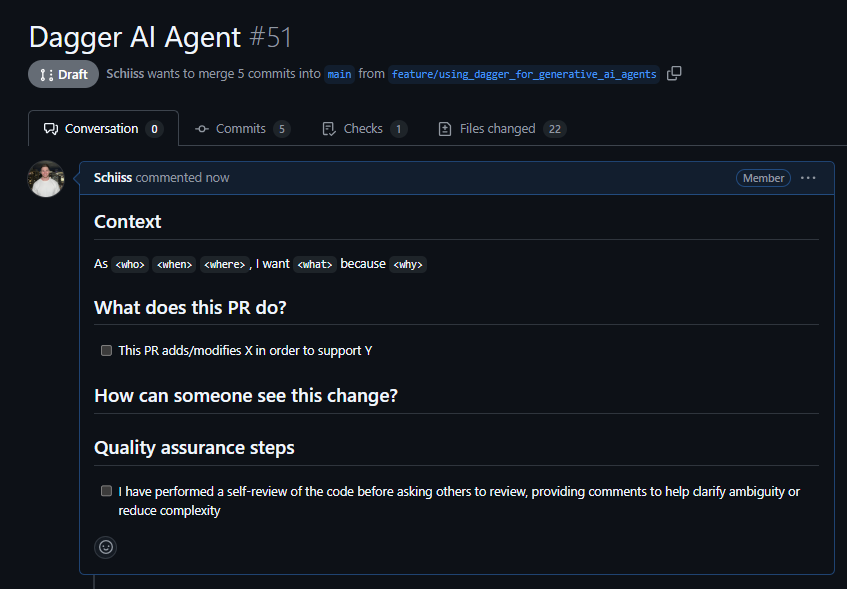 Dagger AI Agent #51
Draft Schiiss wants to merge 5 commits into main from feature/using_dagger_for_generative_ai_agents
Conversation 0 Commits 5 Checks 1 Files changed 22
Schiiss commented now Member
Context
As <who> <when> <where>, I want <what> because <why>
What does this PR do?
This PR adds/modifies X in order to support Y
How can someone see this change?
Quality assurance steps
I have performed a self-review of the code before asking others to review, providing comments to help clarify ambiguity or
reduce complexity